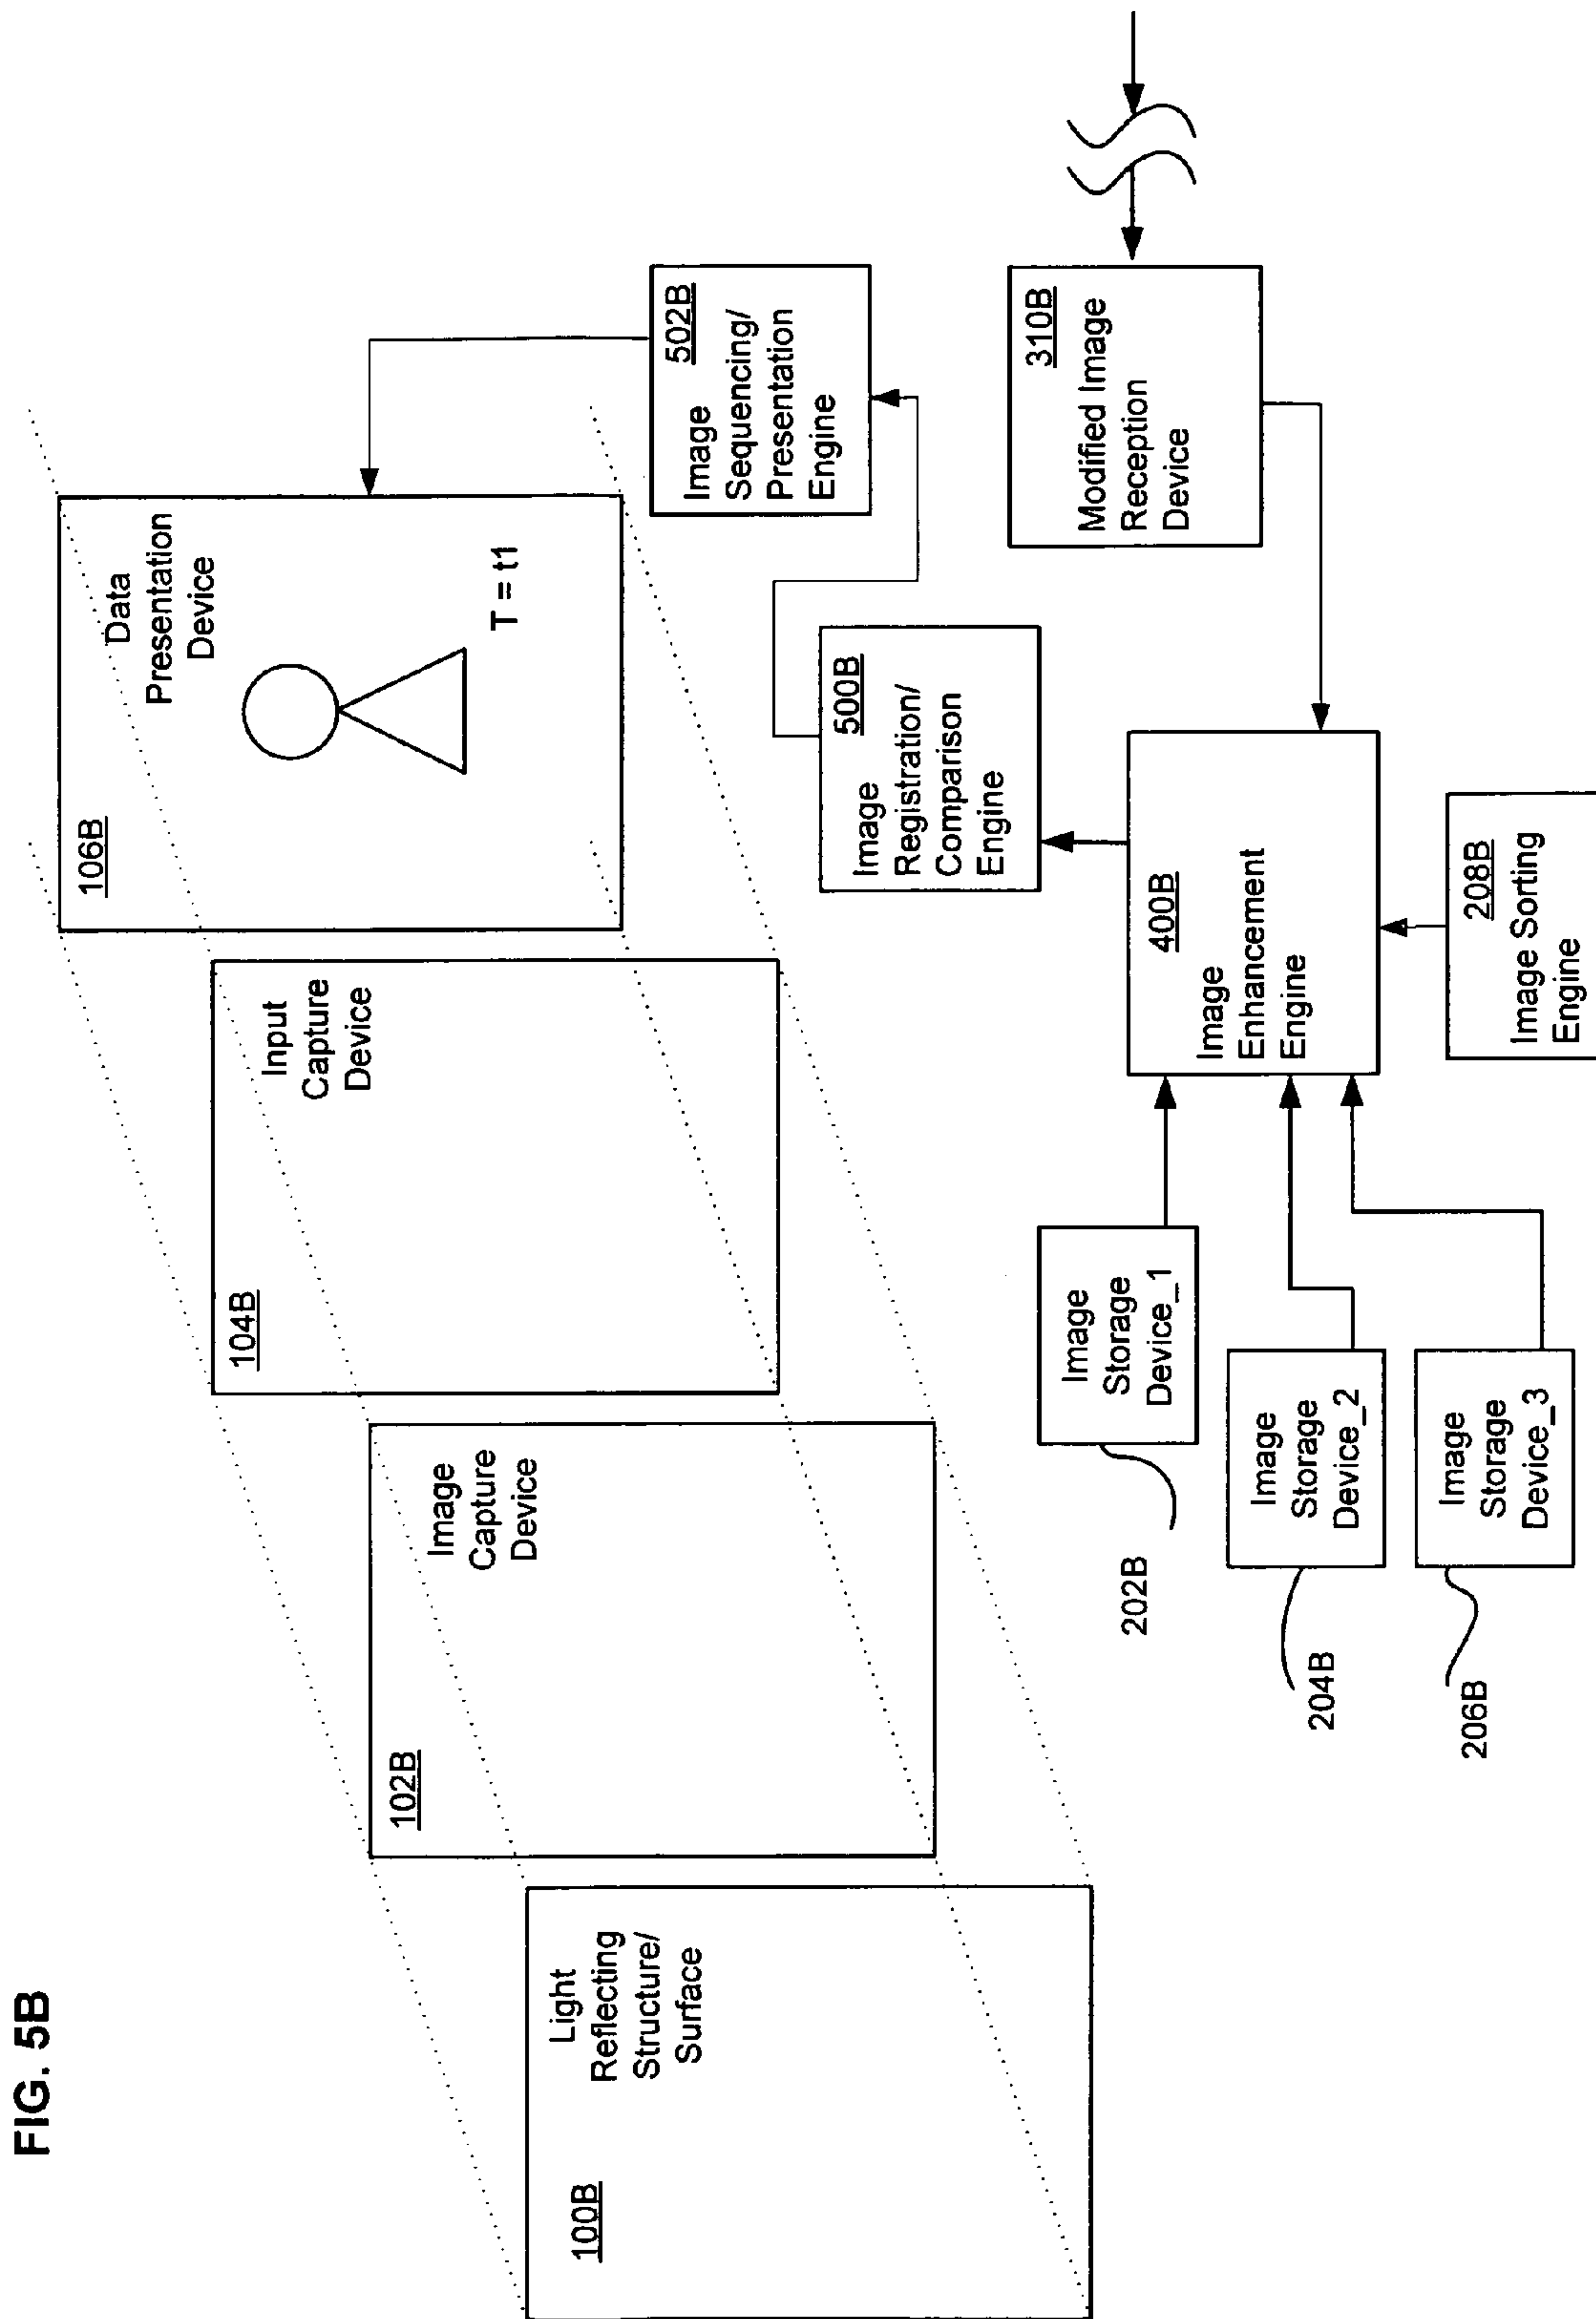 FIG. 5B
100B
Light
Reflecting
Structure/
Surface
102B
Image
Capture
Device
104B
Input
Capture
Device
106B
Data
Presentation
Device
T = t1
502B
Image
Sequencing/
Presentation
Engine
500B
Image
Registration/
Comparison
Engine
310B
Modified Image
Reception
Device
400B
Image
Enhancement
Engine
208B
Image Sorting
Engine
Image
Storage
Device_1
202B
Image
Storage
Device_2
204B
Image
Storage
Device_3
206B